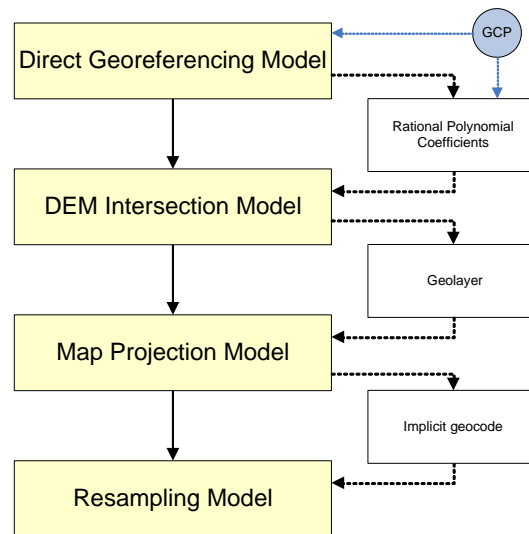 GCP
Direct Georeferencing Model
Rational Polynomial
Coefficients
DEM Intersection Model
Geolayer
Map Projection Model
Implicit geocode
Resampling Model